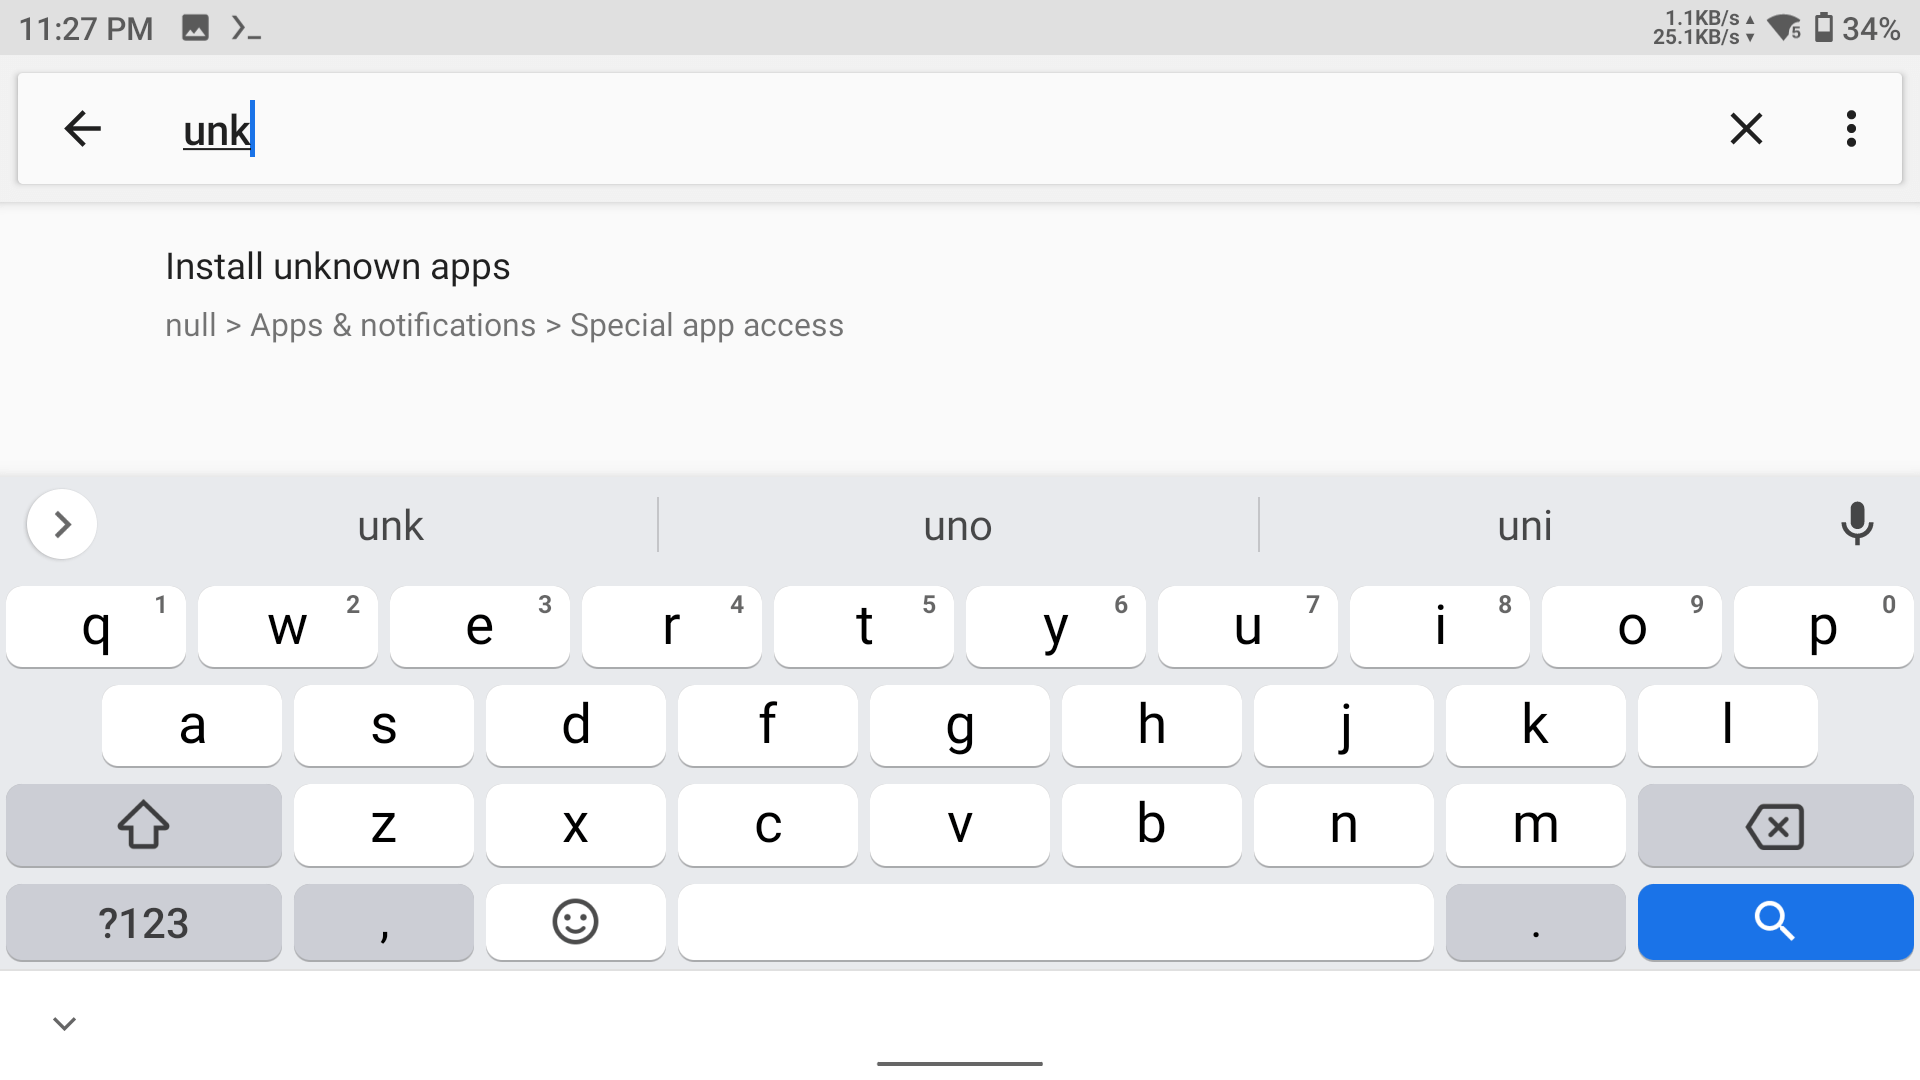 11:27 PM
1.1KB/s ▲
25.1KB/s ▼
5
34%
unk
Install unknown apps
null > Apps & notifications > Special app access
unk uno uni
q 1 w 2 e 3 r 4 t 5 y 6 u 7 i 8 o 9 p 0
a s d f g h j k l
z x c v b n m
?123 , .